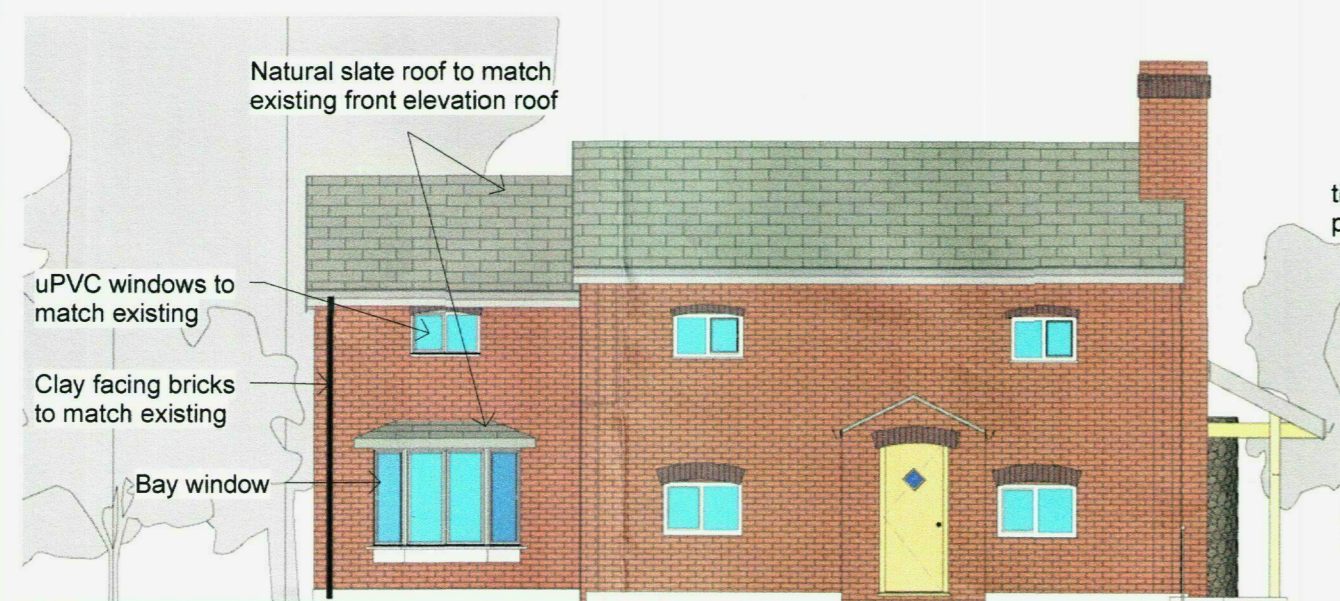 Natural slate roof to match
existing front elevation roof
uPVC windows to
match existing
Clay facing bricks
to match existing
Bay window